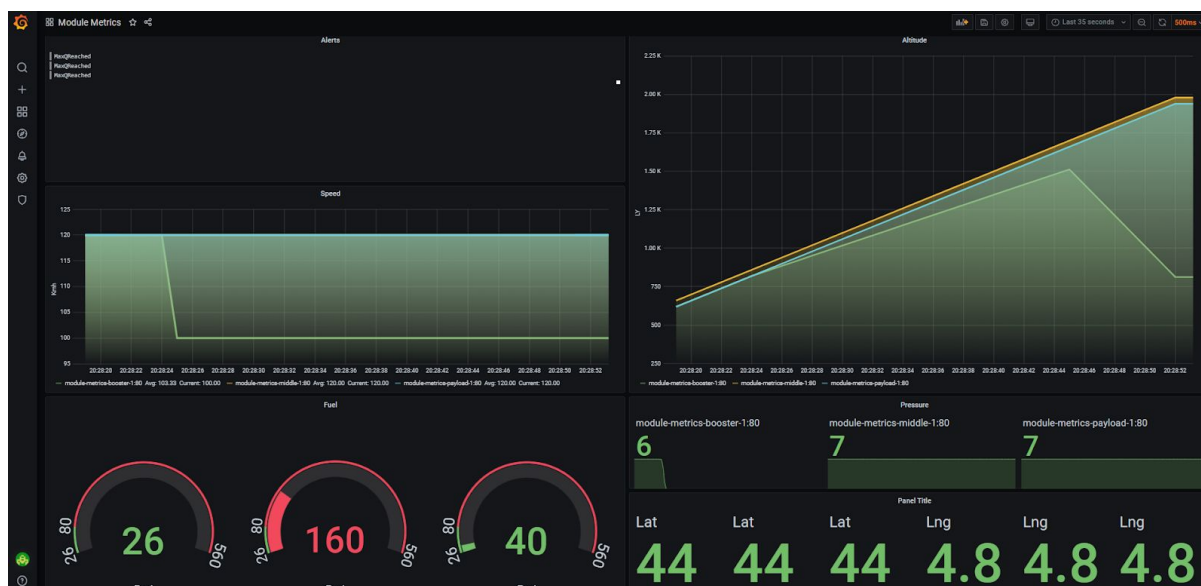 Module Metrics
Last 35 seconds
500ms
Alerts
MaxQReached
MaxQReached
MaxQReached
Speed
125
120
115
110
105
100
95
Kmh
20:28:20 20:28:22 20:28:24 20:28:26 20:28:28 20:28:30 20:28:32 20:28:34 20:28:36 20:28:38 20:28:40 20:28:42 20:28:44 20:28:46 20:28:48 20:28:50 20:28:52
module-metrics-booster-1:80 Avg: 103.33 Current: 100.00 module-metrics-middle-1:80 Avg: 120.00 Current: 120.00 module-metrics-payload-1:80 Avg: 120.00 Current: 120.00
Altitude
2.25 K
2.00 K
1.75 K
1.50 K
1.25 K
1.00 K
750
500
250
LY
20:28:20 20:28:22 20:28:24 20:28:26 20:28:28 20:28:30 20:28:32 20:28:34 20:28:36 20:28:38 20:28:40 20:28:42 20:28:44 20:28:46 20:28:48 20:28:50 20:28:52
module-metrics-booster-1:80 module-metrics-middle-1:80 module-metrics-payload-1:80
Fuel
80 560
26
80 560
160
80 560
40
Pressure
module-metrics-booster-1:80 module-metrics-middle-1:80 module-metrics-payload-1:80
6 7 7
Panel Title
Lat Lat Lat Lng Lng Lng
44 44 44 4.8 4.8 4.8